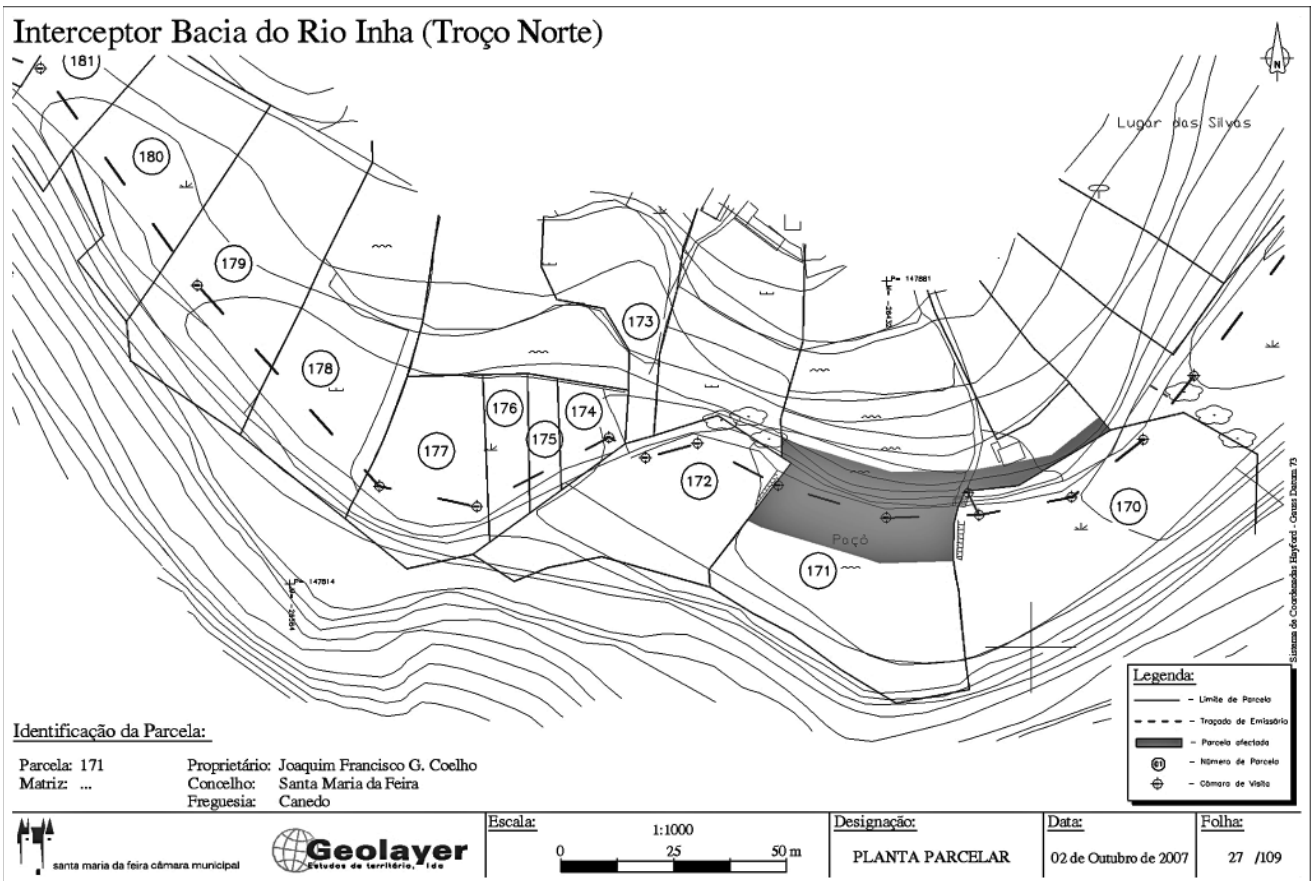 Interceptor Bacia do Rio Inha (Troço Norte)
N
Lugar das Silvas
181
180
179
178
177
176
175
174
173
172
171
170
P= 147881
Paçô
P= 147814
Sistema de Coordenadas Hayford - Gauss Datum 73
Legenda:
- Limite de Parcela
- Traçado de Emissário
- Parcela afectada
61 - Número de Parcela
- Câmara de Visita
Identificação da Parcela:
Parcela: 171
Matriz: ...
Proprietário: Joaquim Francisco G. Coelho
Concelho: Santa Maria da Feira
Freguesia: Canedo
santa maria da feira câmara municipal
Geolayer
Estudos de território, lda
Escala:
1:1000
0 25 50 m
Designação:
PLANTA PARCELAR
Data:
02 de Outubro de 2007
Folha:
27 /109